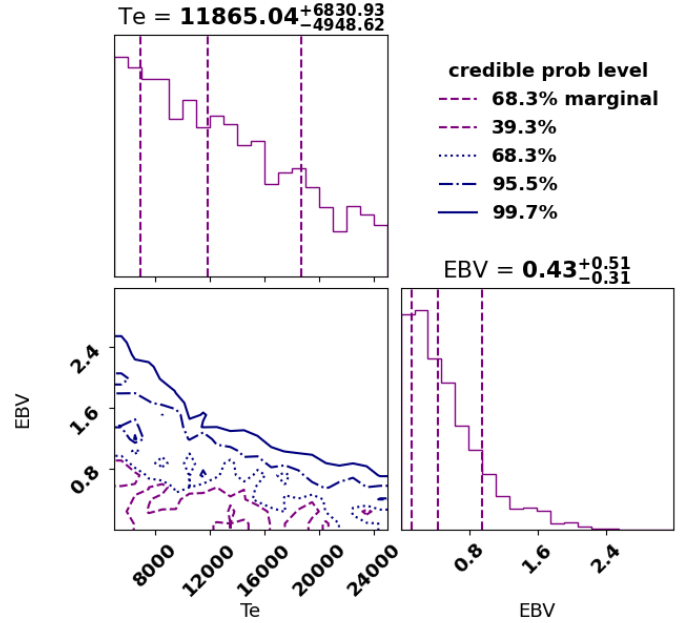 Te = 11865.04+6830.93
−4948.62
credible prob level
68.3% marginal
39.3%
68.3%
95.5%
99.7%
EBV = 0.43+0.51
−0.31
2.4
1.6
0.8
EBV
8000 12000 16000 20000 24000
Te
0.8 1.6 2.4
EBV